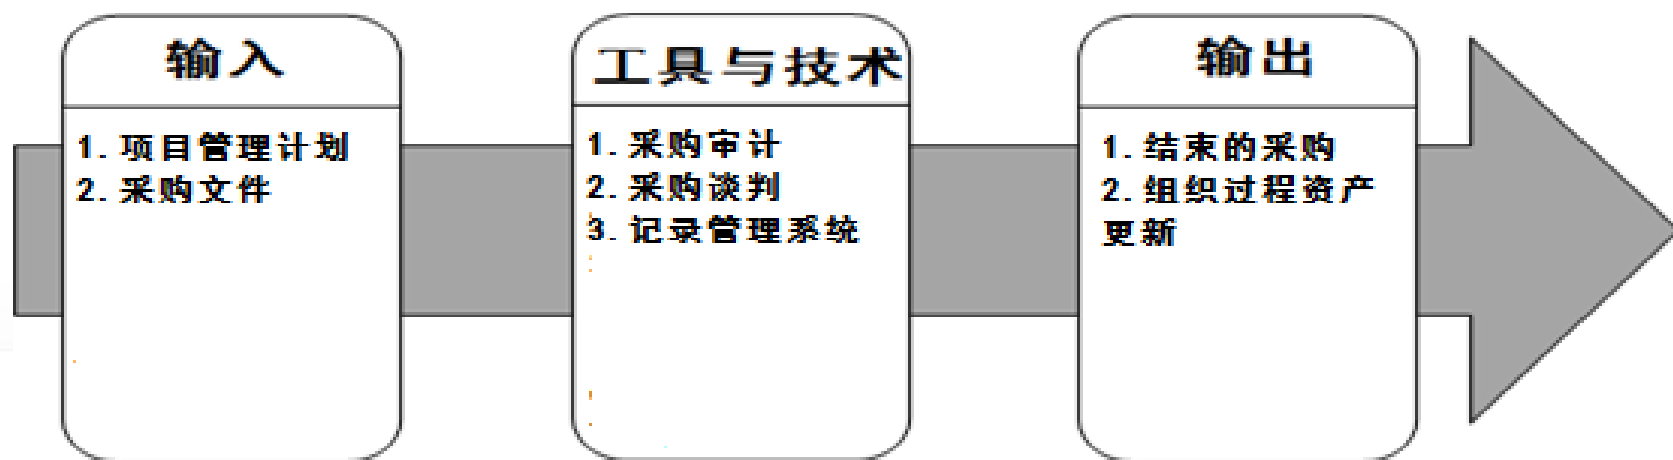 输入
1.项目管理计划
2.采购文件
工具与技术
1.采购审计
2.采购谈判
3.记录管理系统
输出
1.结束的采购
2.组织过程资产
更新